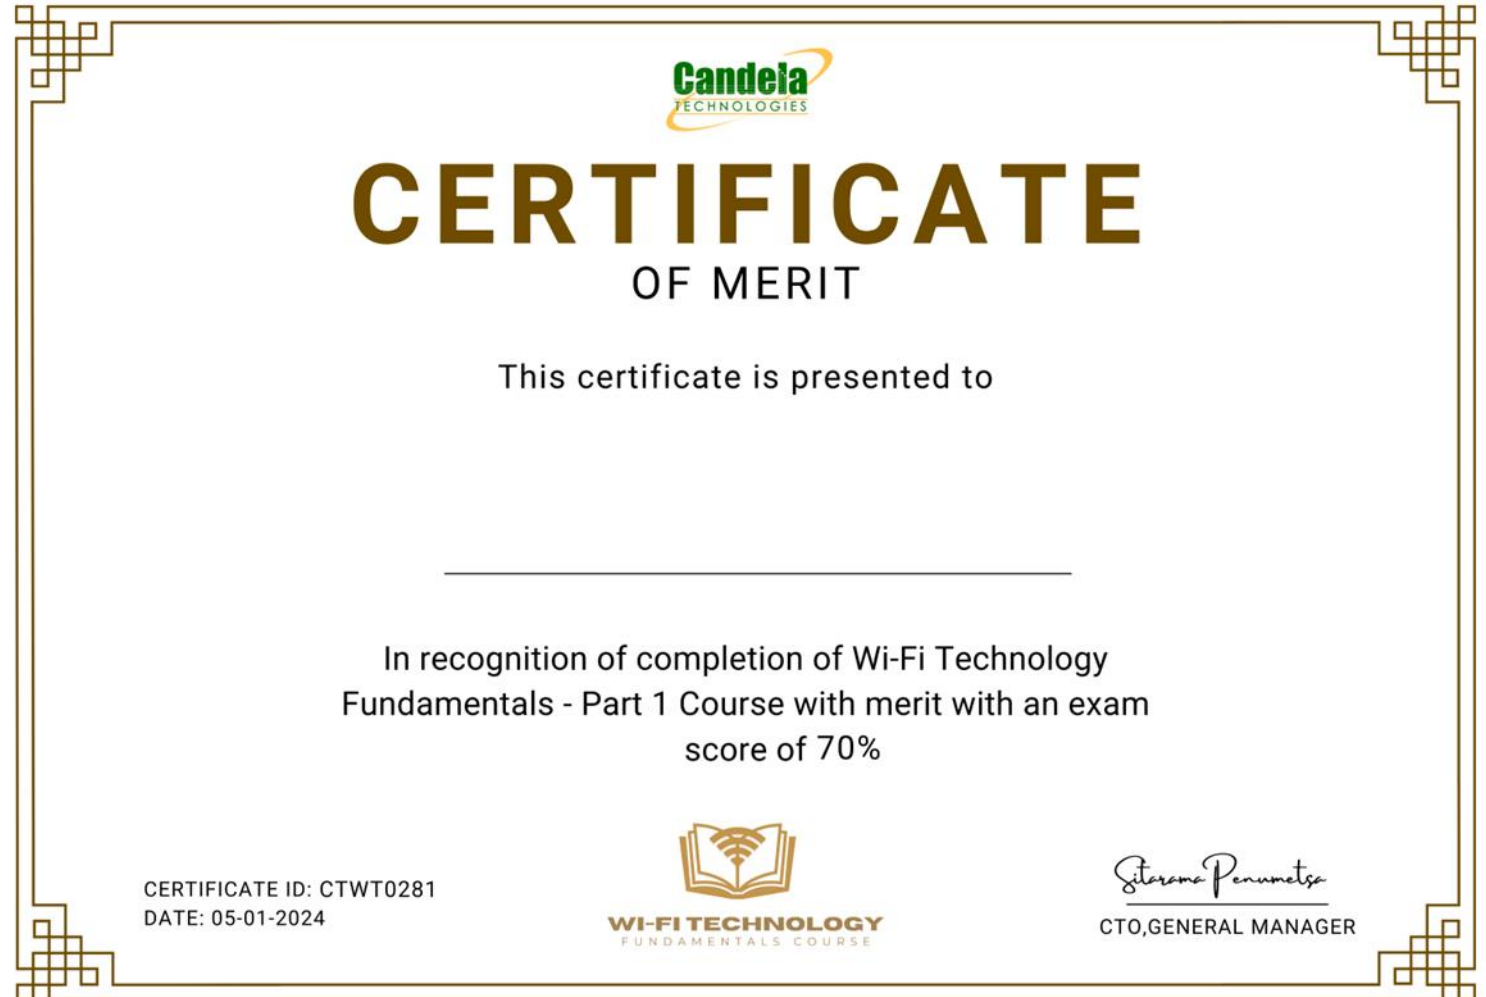 Candela
TECHNOLOGIES
CERTIFICATE
OF MERIT
This certificate is presented to
In recognition of completion of Wi-Fi Technology
Fundamentals - Part 1 Course with merit with an exam
score of 70%
CERTIFICATE ID: CTWT0281
DATE: 05-01-2024
WI-FI TECHNOLOGY
FUNDAMENTALS COURSE
Sitarama Penumetsa
CTO,GENERAL MANAGER